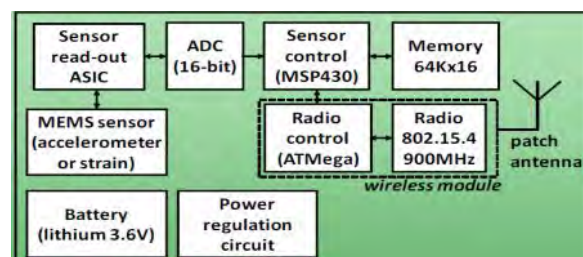 Sensor
read-out
ASIC
ADC
(16-bit)
Sensor
control
(MSP430)
Memory
64Kx16
MEMS sensor
(accelerometer
or strain)
Radio
control
(ATMega)
Radio
802.15.4
900MHz
patch
antenna
wireless module
Battery
(lithium 3.6V)
Power
regulation
circuit